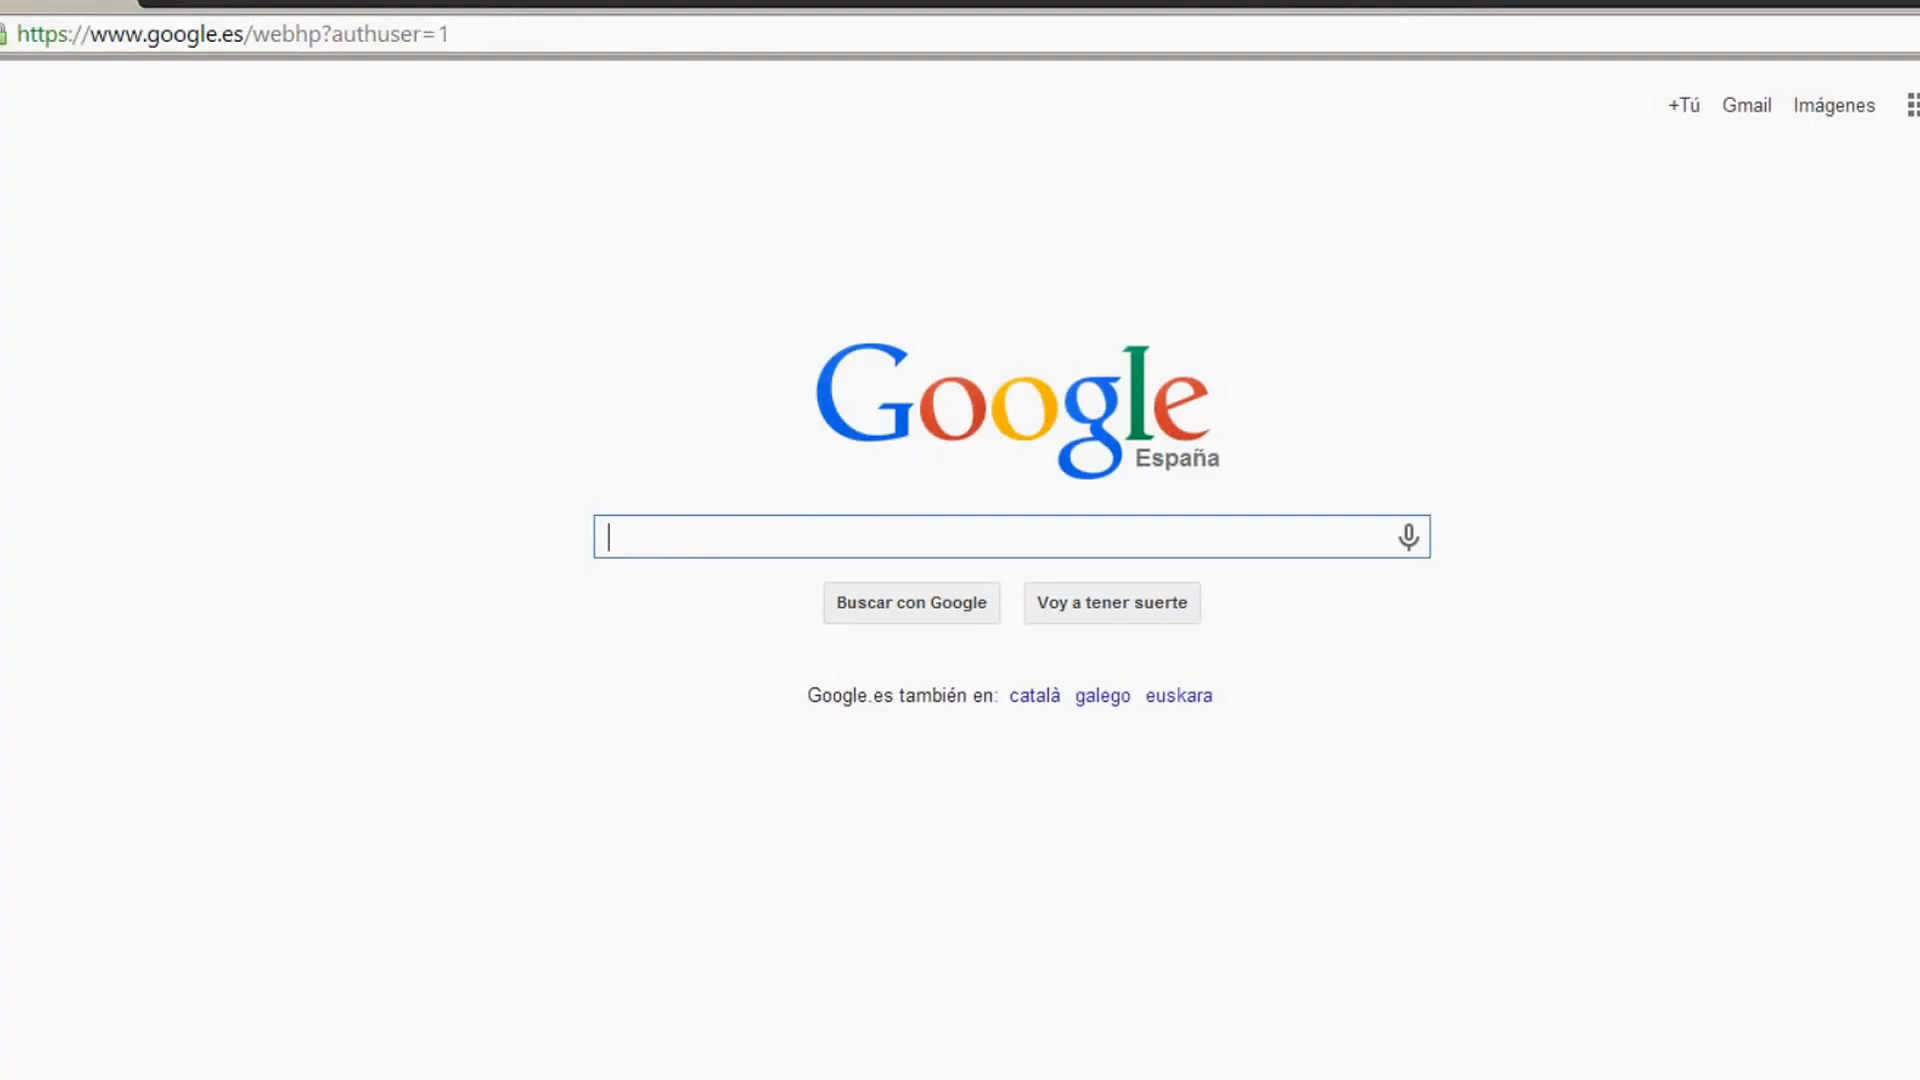 https://www.google.es/webhp?authuser=1
+Tú Gmail Imágenes
Google
España
Buscar con Google Voy a tener suerte
Google.es también en: català galego euskara